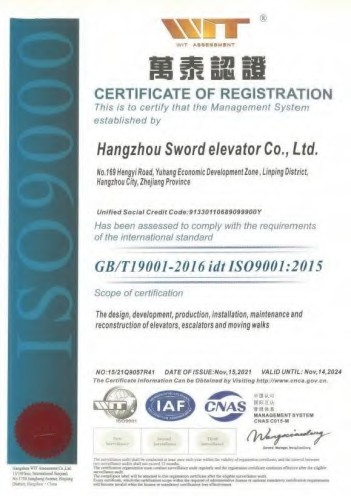 WIT
®
WIT ASSESSMENT
萬泰認證
CERTIFICATE OF REGISTRATION
This is to certify that the Management System
established by
Hangzhou Sword elevator Co., Ltd.
No.169 Hengyi Road, Yuhang Economic Development Zone , Linping District,
Hangzhou City, Zhejiang Province
Unified Social Credit Code:91330110689099900Y
Has been assessed to comply with the requirements
of the international standard
GB/T19001-2016 idt ISO9001:2015
Scope of certification
The design, development, production, installation, maintenance and
reconstruction of elevators, escalators and moving walks
NO:15/21Q9057R41 DATE OF ISSUE:Nov,15,2021 VALID UNTIL: Nov,14,2024
The Certificate Information Can be Obtained by Visiting http://www.cnca.gov.cn.
ISO9000
WIT
ISO9001
IAF
CNAS
MANAGEMENT SYSTEM
CNAS C015-M